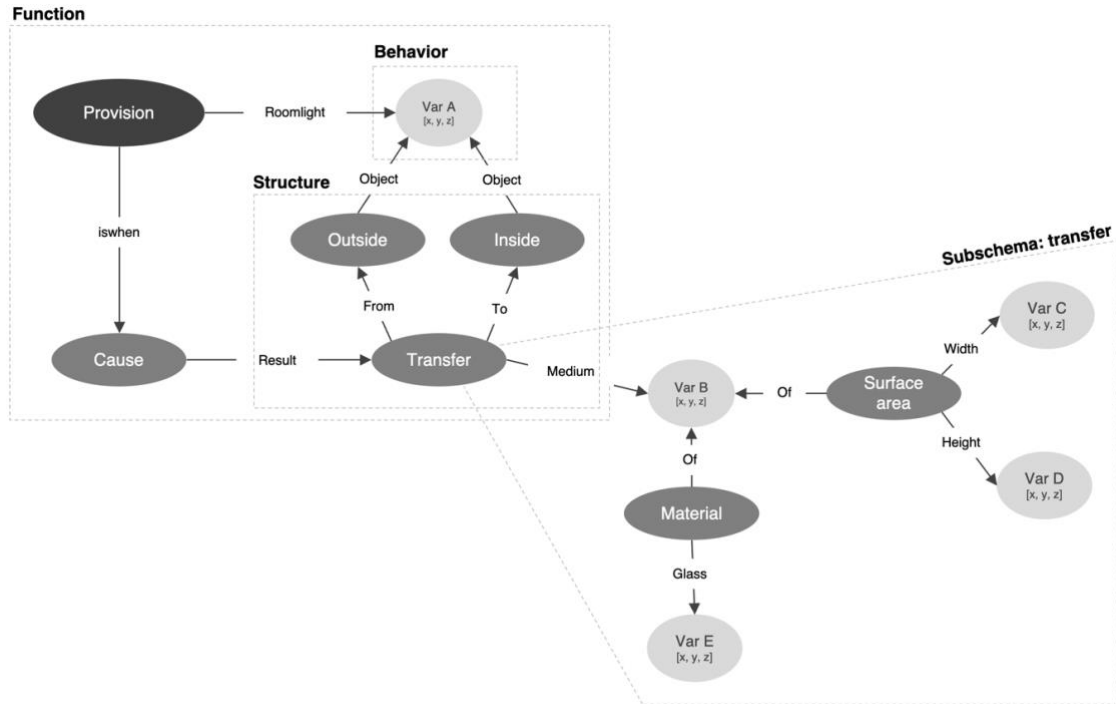 Function
Behavior
Provision
Roomlight
Var A
[x, y, z]
Structure
Object
Object
iswhen
Outside
Inside
Subschema: transfer
From
To
Var C
[x, y, z]
Width
Cause
Result
Transfer
Medium
Var B
[x, y, z]
Of
Surface
area
Height
Of
Var D
[x, y, z]
Material
Glass
Var E
[x, y, z]